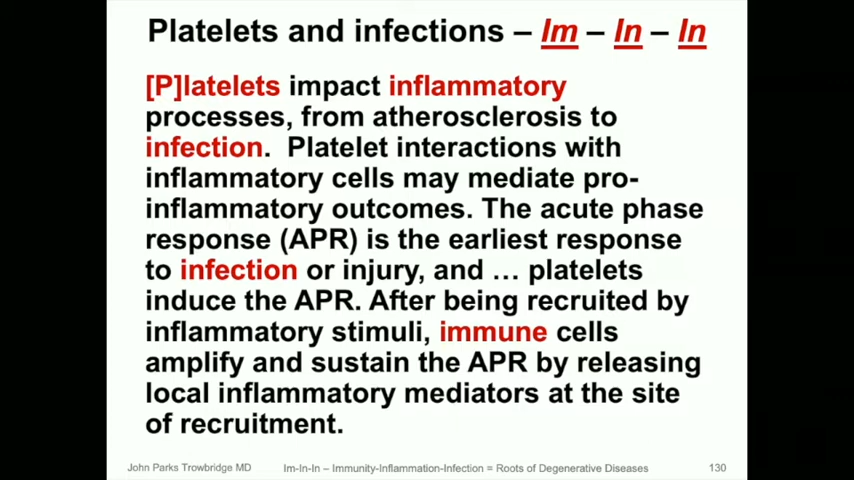 Platelets and infections – Im – In – In
[P]latelets impact inflammatory
processes, from atherosclerosis to
infection.  Platelet interactions with
inflammatory cells may mediate pro-
inflammatory outcomes. The acute phase
response (APR) is the earliest response
to infection or injury, and … platelets
induce the APR. After being recruited by
inflammatory stimuli, immune cells
amplify and sustain the APR by releasing
local inflammatory mediators at the site
of recruitment.
John Parks Trowbridge MD Im-In-In – Immunity-Inflammation-Infection = Roots of Degenerative Diseases 130